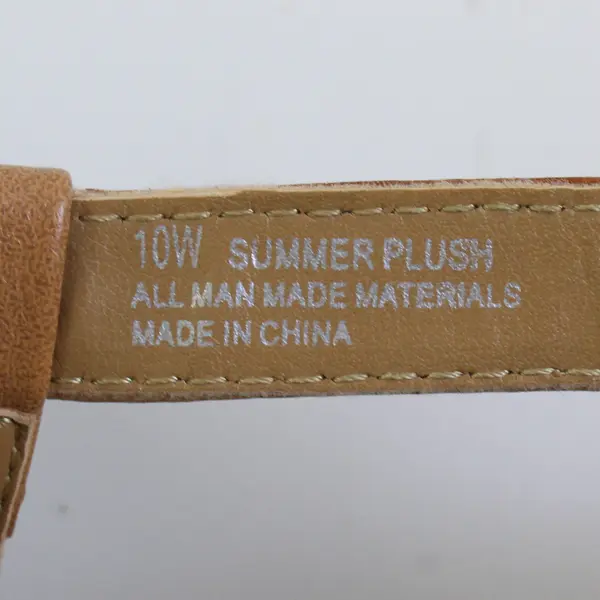 10W SUMMER PLUSH
ALL MAN MADE MATERIALS
MADE IN CHINA